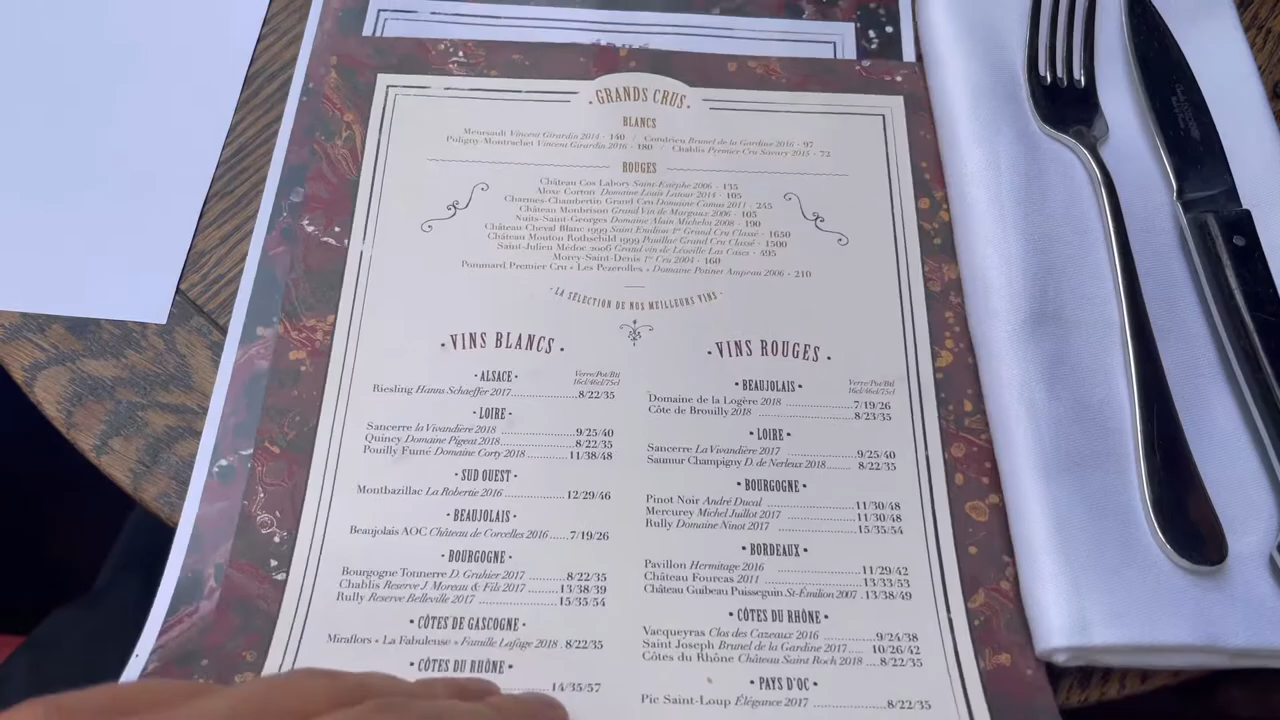 · GRANDS CRUS ·
BLANCS
Meursault Vincent Girardin 2014 - 140 / Condrieu Brunel de la Gardine 2016 - 97
Puligny-Montrachet Vincent Girardin 2016 - 180 / Chablis Premier Cru Savary 2015 - 72
ROUGES
Château Cos Labory Saint-Estèphe 2006 - 135
Aloxe Corton Domaine Louis Latour 2014 - 105
Charmes-Chambertin Grand Cru Domaine Camus 2011 - 245
Château Monbrison Grand Vin de Margaux 2006 - 105
Nuits-Saint-Georges Domaine Alain Michelot 2008 - 190
Château Cheval Blanc 1999 Saint Emilion 1er Grand Cru Classé - 1650
Château Mouton Rothschild 1999 Pauillac Grand Cru Classé - 1500
Saint-Julien Médoc 2006 Grand vin de Léoville Las Cases - 495
Morey-Saint-Denis 1er Cru 2004 - 160
Pommard Premier Cru « Les Pezerolles » Domaine Potinet Ampeau 2006 - 210
· LA SÉLECTION DE NOS MEILLEURS VINS ·
· VINS BLANCS ·
· ALSACE ·
Verre/Pot/Btl
16cl/46cl/75cl
Riesling Hanns Schaeffer 2017 8/22/35
· LOIRE ·
Sancerre la Vivandière 2018 9/25/40
Quincy Domaine Pigeat 2018 8/22/35
Pouilly Fumé Domaine Corty 2018 11/38/48
· SUD OUEST ·
Montbazillac La Robertie 2016 12/29/46
· BEAUJOLAIS ·
Beaujolais AOC Château de Corcelles 2016 7/19/26
· BOURGOGNE ·
Bourgogne Tonnerre D. Gruhier 2017 8/22/35
Chablis Reserve J. Moreau & Fils 2017 13/38/39
Rully Reserve Belleville 2017 15/35/54
· CÔTES DE GASCOGNE ·
Miraflors « La Fabuleuse » Famille Lafage 2018 . 8/22/35
· CÔTES DU RHÔNE ·
14/35/57
· VINS ROUGES ·
· BEAUJOLAIS ·
Verre/Pot/Btl
16cl/46cl/75cl
Domaine de la Logère 2018 7/19/26
Côte de Brouilly 2018 8/23/35
· LOIRE ·
Sancerre La Vivandière 2017 9/25/40
Saumur Champigny D. de Nerleux 2018 8/22/35
· BOURGOGNE ·
Pinot Noir André Ducal 11/30/48
Mercurey Michel Juillot 2017 11/30/48
Rully Domaine Ninot 2017 15/35/54
· BORDEAUX ·
Pavillon Hermitage 2016 11/29/42
Château Fourcas 2011 13/33/53
Château Guibeau Puisseguin St-Émilion 2007 . 13/38/49
· CÔTES DU RHÔNE ·
Vacqueyras Clos des Cazeaux 2016 9/24/38
Saint Joseph Brunel de la Gardine 2017 10/26/42
Côtes du Rhône Château Saint Roch 2018 8/22/35
· PAYS D'OC ·
Pic Saint-Loup Élégance 2017 8/22/35